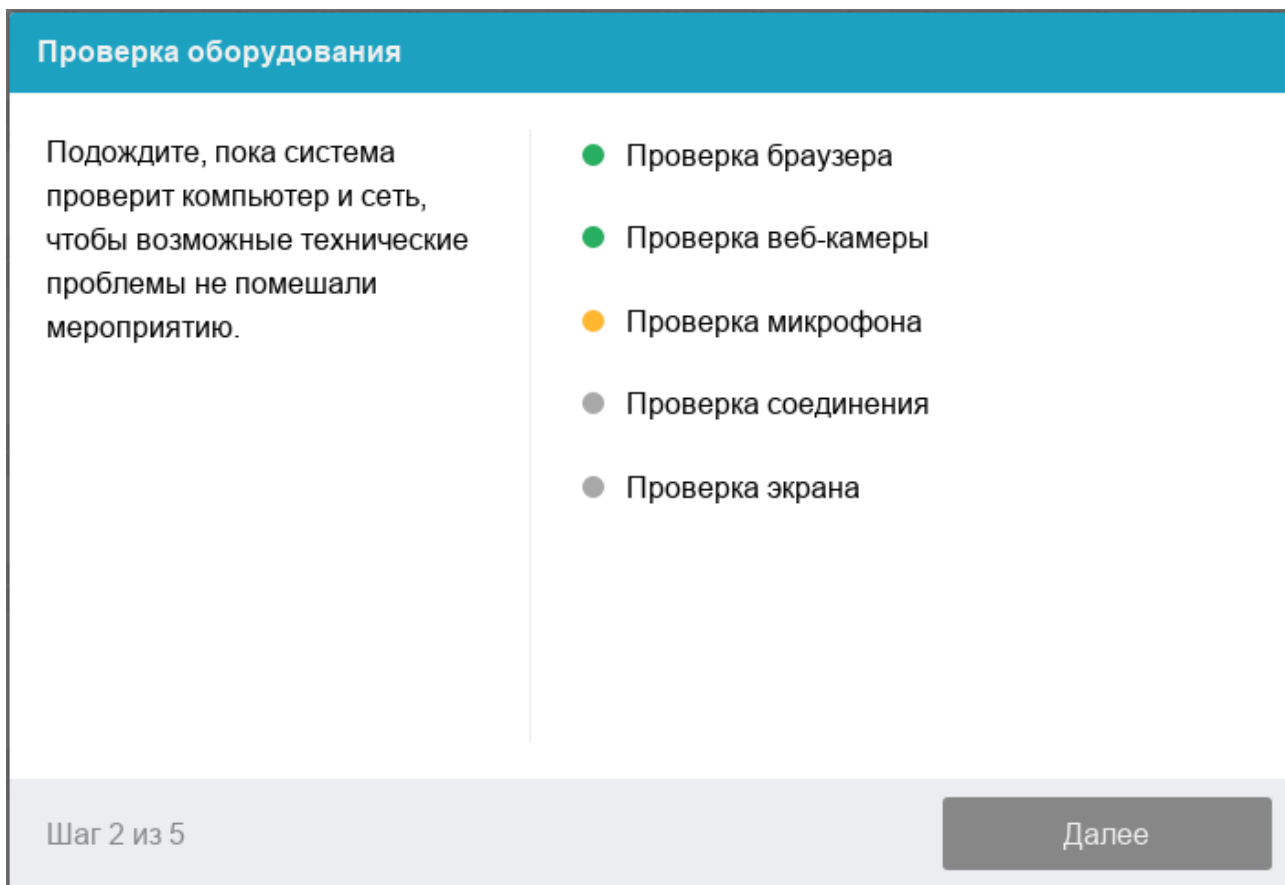 Проверка оборудования
Подождите, пока система
проверит компьютер и сеть,
чтобы возможные технические
проблемы не помешали
мероприятию.
Проверка браузера
Проверка веб-камеры
Проверка микрофона
Проверка соединения
Проверка экрана
Шаг 2 из 5
Далее